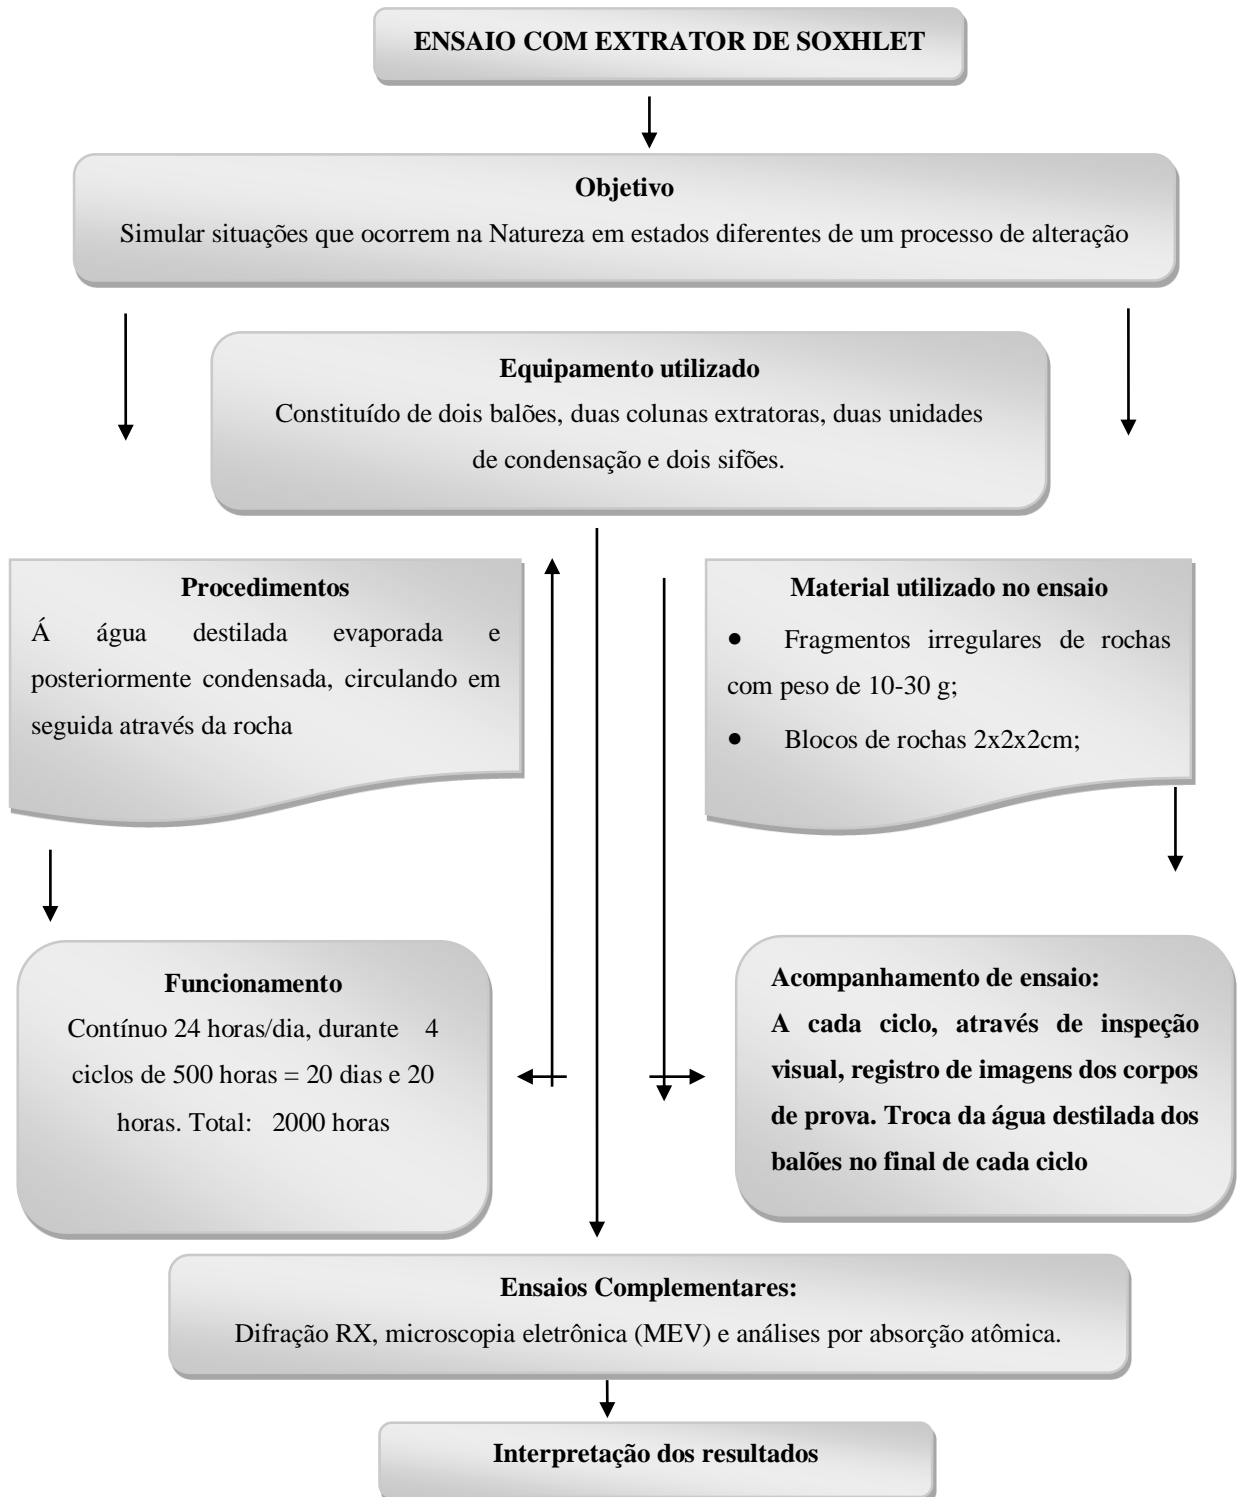 ENSAIO COM EXTRATOR DE SOXHLET
Objetivo
Simular situações que ocorrem na Natureza em estados diferentes de um processo de alteração
Equipamento utilizado
Constituído de dois balões, duas colunas extratoras, duas unidades
de condensação e dois sifões.
Procedimentos
Á água destilada evaporada e
posteriormente condensada, circulando em
seguida através da rocha
Material utilizado no ensaio
• Fragmentos irregulares de rochas
com peso de 10-30 g;
• Blocos de rochas 2x2x2cm;
Funcionamento
Contínuo 24 horas/dia, durante 4
ciclos de 500 horas = 20 dias e 20
horas. Total: 2000 horas
Acompanhamento de ensaio:
A cada ciclo, através de inspeção
visual, registro de imagens dos corpos
de prova. Troca da água destilada dos
balões no final de cada ciclo
Ensaios Complementares:
Difração RX, microscopia eletrônica (MEV) e análises por absorção atômica.
Interpretação dos resultados